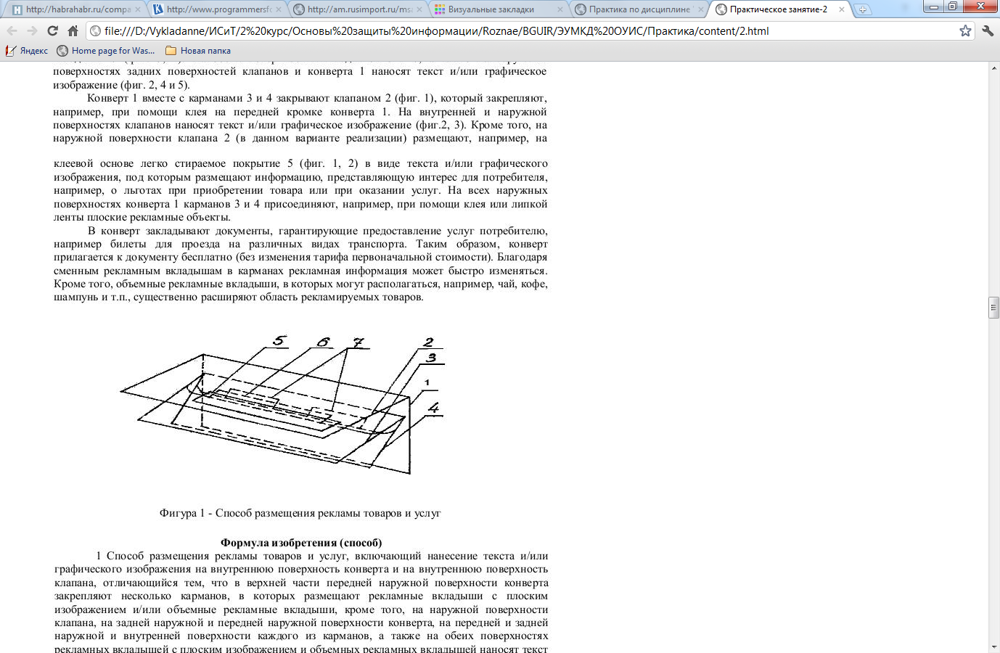 http://habrahabr.ru/compa
http://www.programmersfo
http://am.rusimport.ru/msa
Визуальные закладки
Практика по дисциплине
Практическое занятие-2
file:///D:/Vykladanne/ИСиТ/2%20курс/Основы%20защиты%20информации/Roznae/BGUIR/ЭУМКД%20ОУИС/Практика/content/2.html
Яндекс
Home page for Was...
Новая папка
поверхностях задних поверхностей клапанов и конверта 1 наносят текст и/или графическое
изображение (фиг. 2, 4 и 5).
Конверт 1 вместе с карманами 3 и 4 закрывают клапаном 2 (фиг. 1), который закрепляют,
например, при помощи клея на передней кромке конверта 1. На внутренней и наружной
поверхностях клапанов наносят текст и/или графическое изображение (фиг.2, 3). Кроме того, на
наружной поверхности клапана 2 (в данном варианте реализации) размещают, например, на
клеевой основе легко стираемое покрытие 5 (фиг. 1, 2) в виде текста и/или графического
изображения, под которым размещают информацию, представляющую интерес для потребителя,
например, о льготах при приобретении товара или при оказании услуг. На всех наружных
поверхностях конверта 1 карманов 3 и 4 присоединяют, например, при помощи клея или липкой
ленты плоские рекламные объекты.
В конверт закладывают документы, гарантирующие предоставление услуг потребителю,
например билеты для проезда на различных видах транспорта. Таким образом, конверт
прилагается к документу бесплатно (без изменения тарифа первоначальной стоимости). Благодаря
сменным рекламным вкладышам в карманах рекламная информация может быстро изменяться.
Кроме того, объемные рекламные вкладыши, в которых могут располагаться, например, чай, кофе,
шампунь и т.п., существенно расширяют область рекламируемых товаров.
5 6 7 2
3
1
4
Фигура 1 - Способ размещения рекламы товаров и услуг
Формула изобретения (способ)
1 Способ размещения рекламы товаров и услуг, включающий нанесение текста и/или
графического изображения на внутреннюю поверхность конверта и на внутреннюю поверхность
клапана, отличающийся тем, что в верхней части передней наружной поверхности конверта
закрепляют несколько карманов, в которых размещают рекламные вкладыши с плоским
изображением и/или объемные рекламные вкладыши, кроме того, на наружной поверхности
клапана, на задней наружной и передней наружной поверхности конверта, на передней и задней
наружной и внутренней поверхности каждого из карманов, а также на обеих поверхностях
рекламных вкладышей с плоским изображением и объемных рекламных вкладышей наносят текст